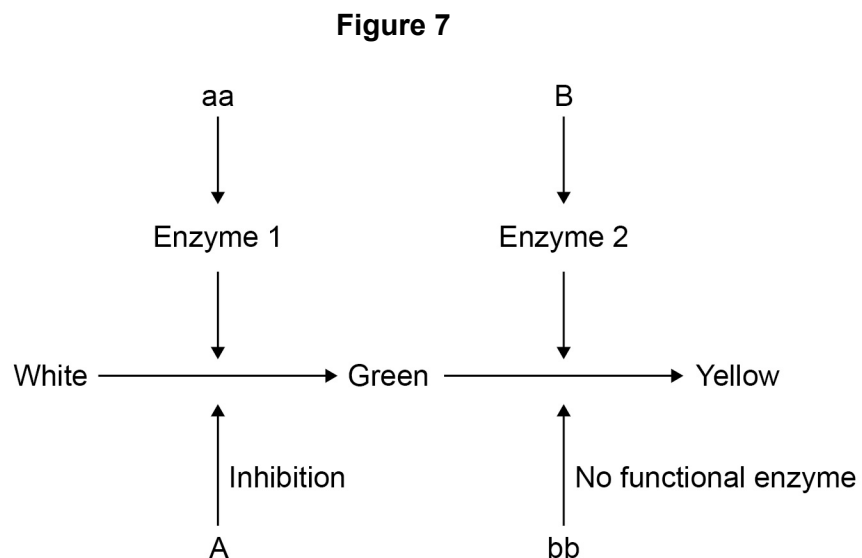 Figure 7
aa B
Enzyme 1 Enzyme 2
White Green Yellow
Inhibition No functional enzyme
A bb